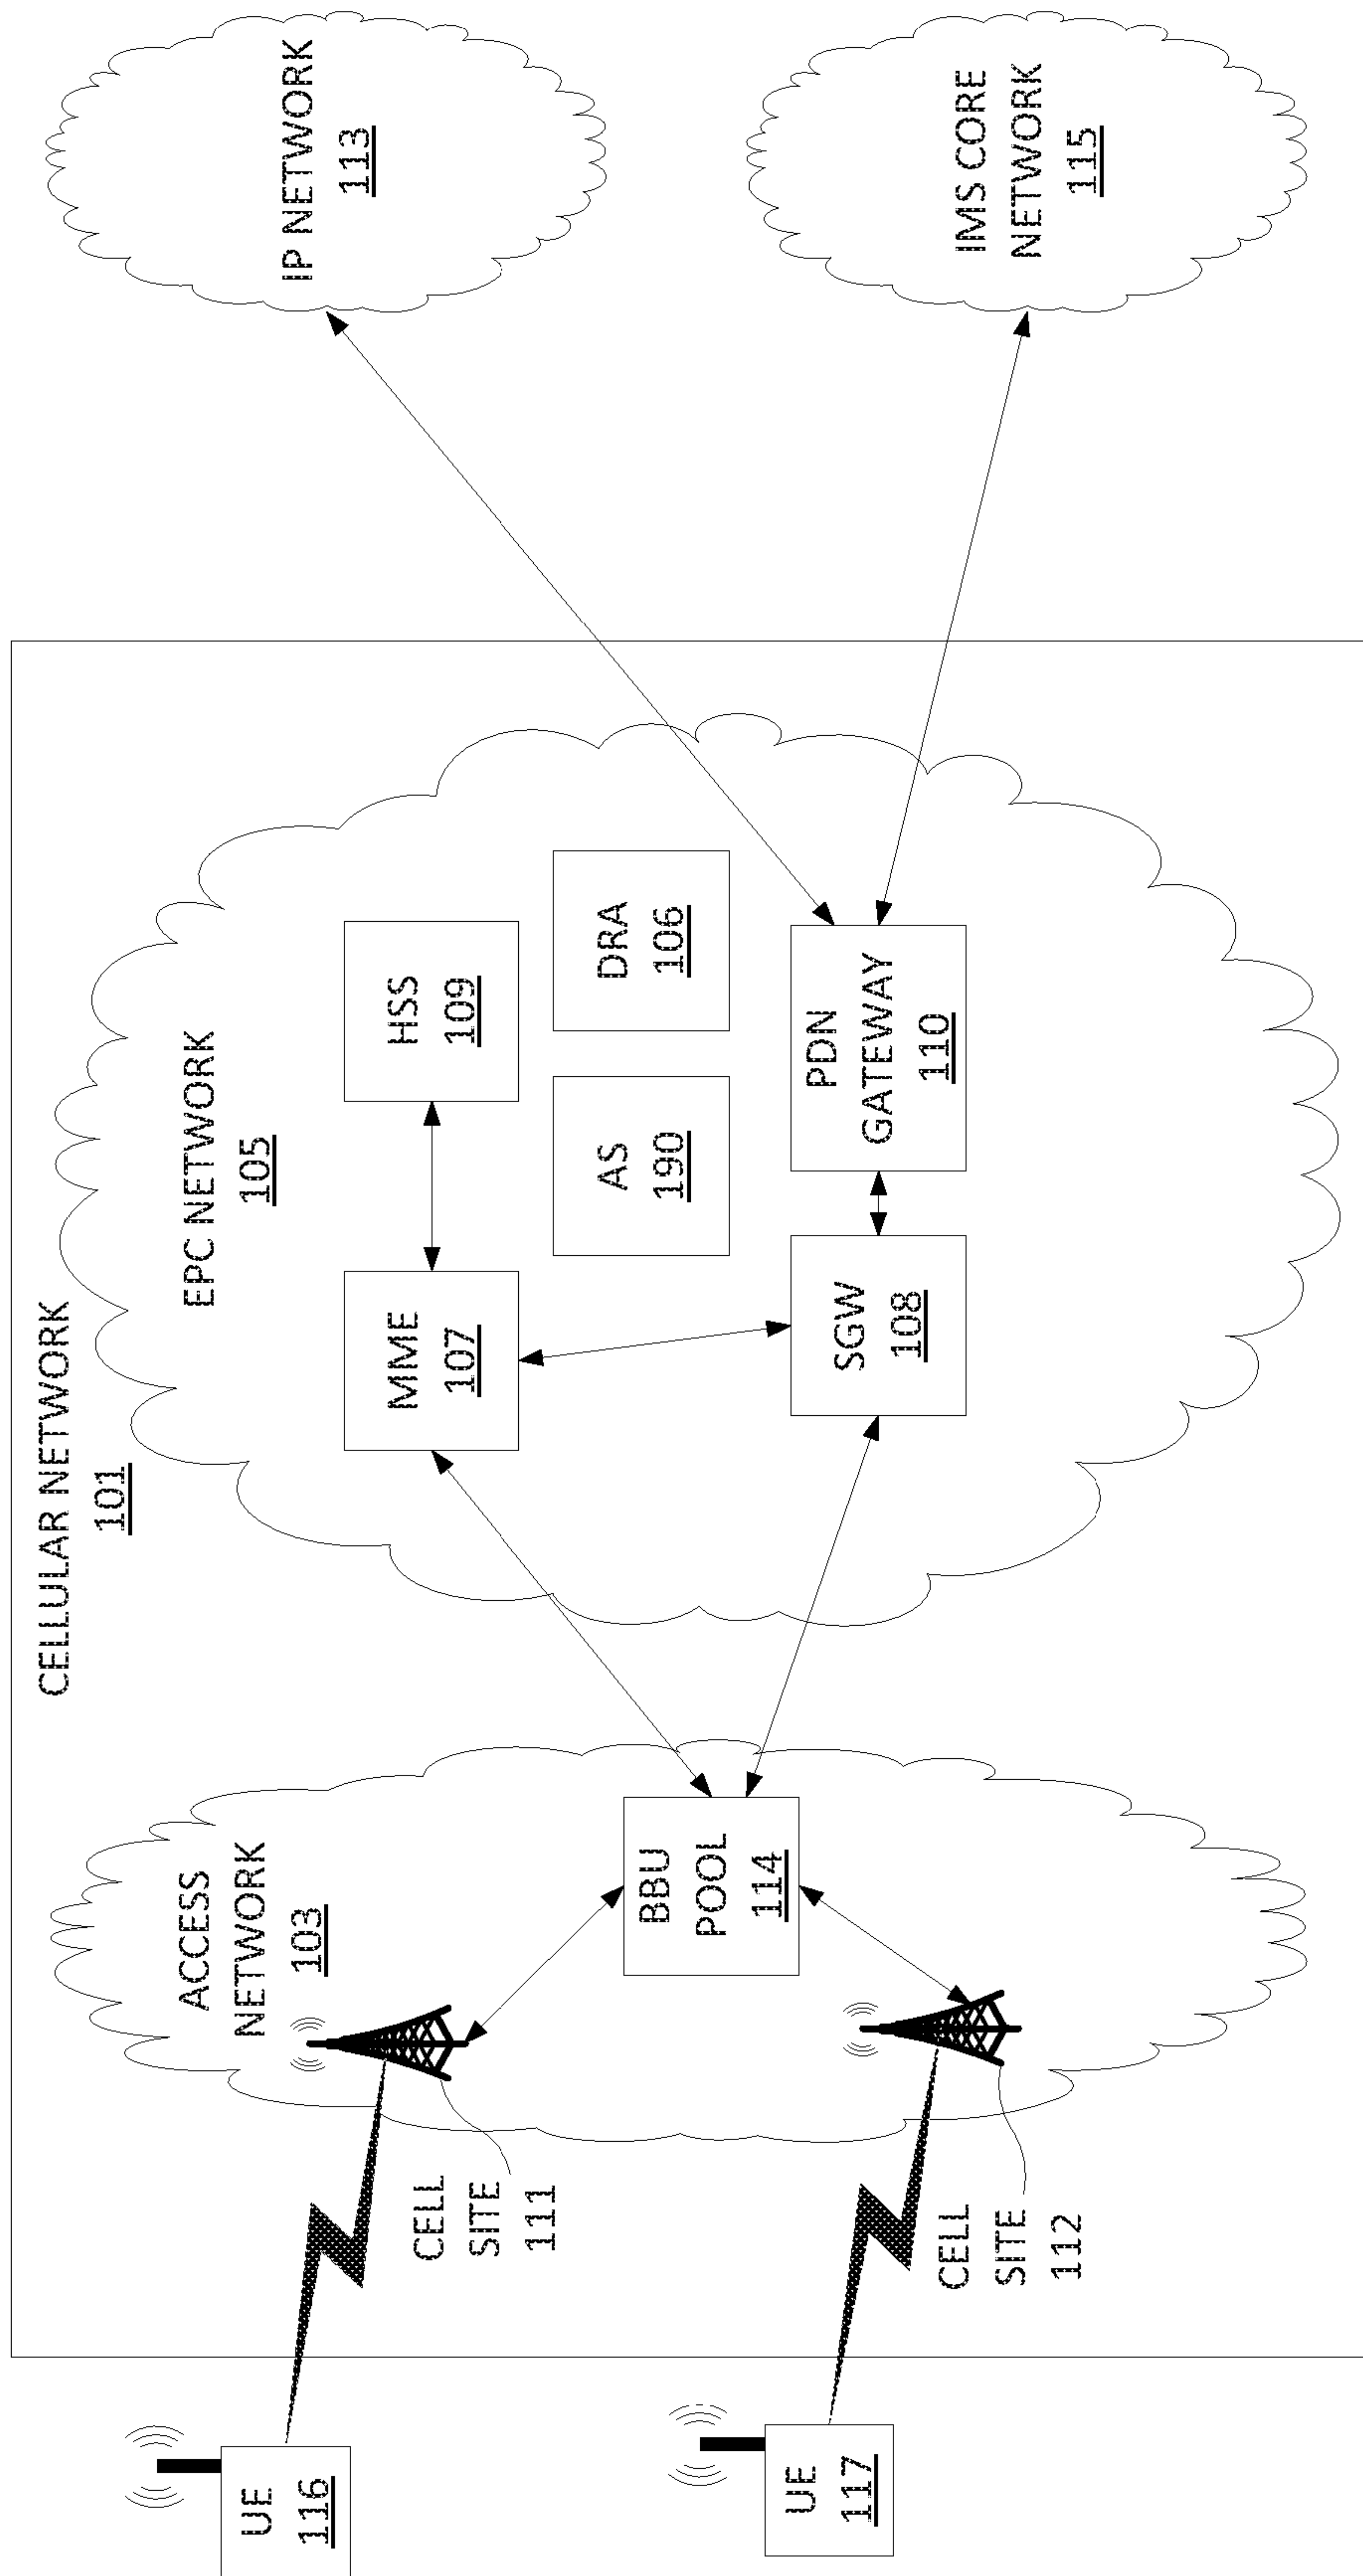 CELLULAR NETWORK
101
UE
116
UE
117
CELL
SITE
111
CELL
SITE
112
ACCESS
NETWORK
103
BBU
POOL
114
EPC NETWORK
105
MME
107
HSS
109
AS
190
DRA
106
SGW
108
PDN
GATEWAY
110
IP NETWORK
113
IMS CORE
NETWORK
115